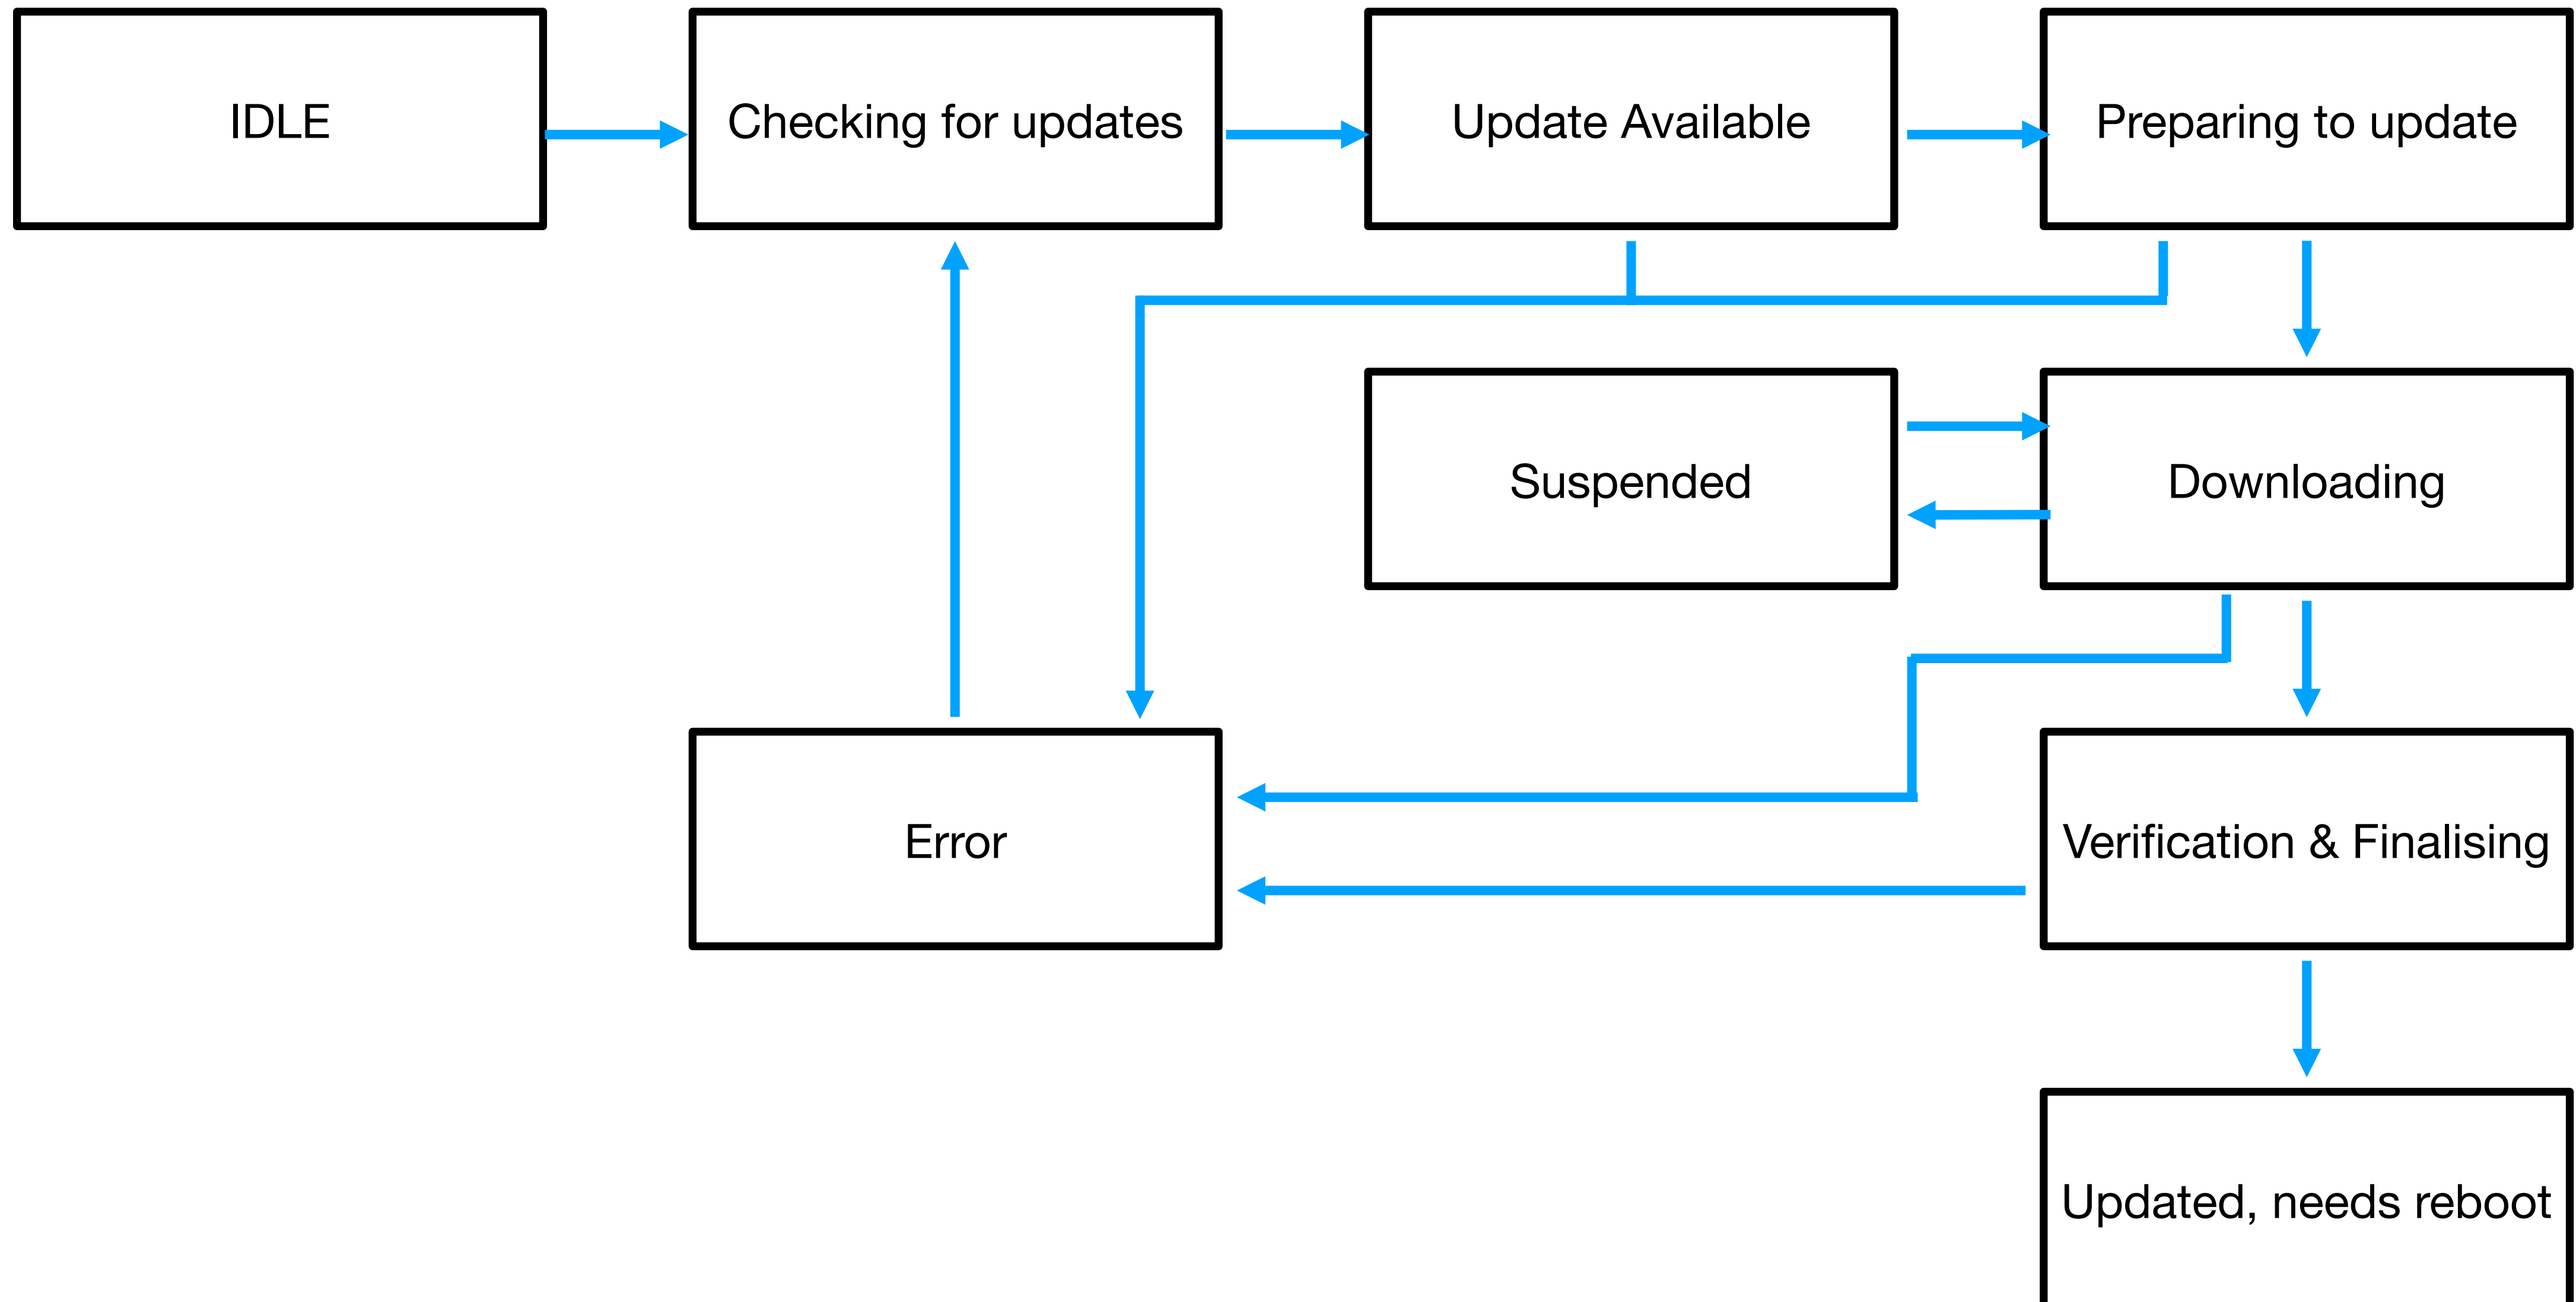 IDLE
Checking for updates
Update Available
Preparing to update
Suspended
Downloading
Error
Verification & Finalising
Updated, needs reboot